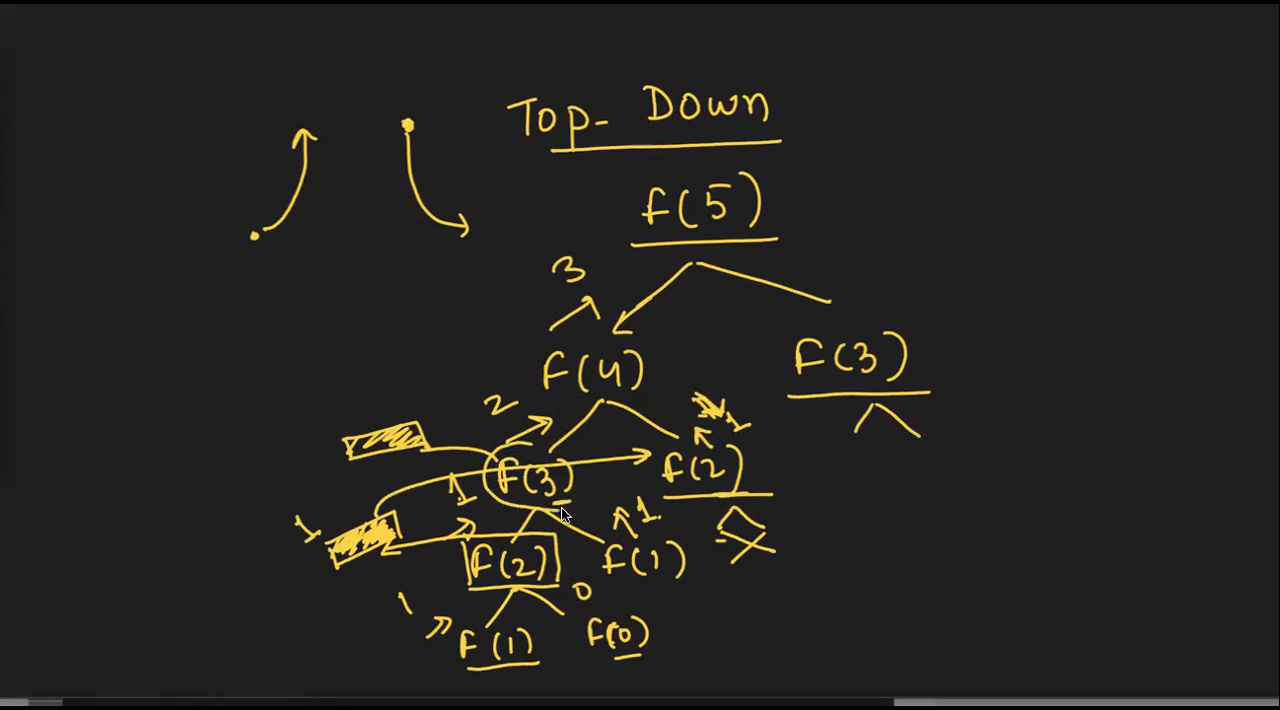 Top- Down
f(5)
3
f(4)
f(3)
2
1
f(3)
f(2)
1
1
1
f(2)
f(1)
0
1
f(1)
f(0)